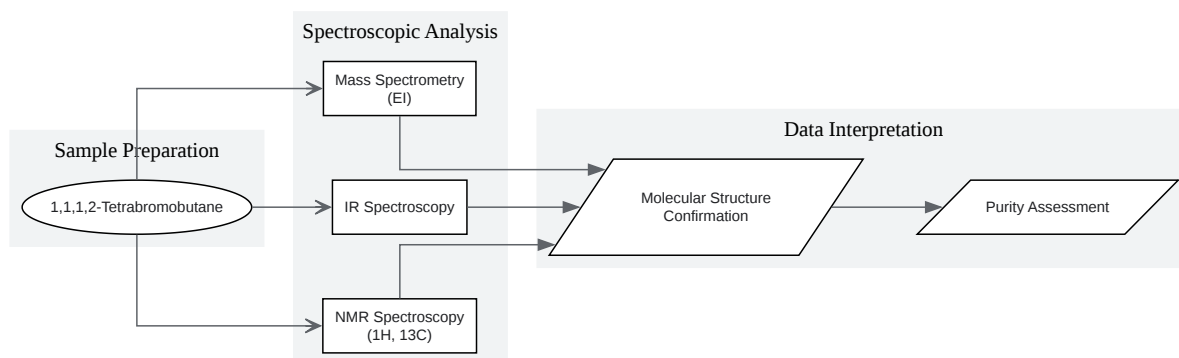 Spectroscopic Analysis
Mass Spectrometry
(EI)
Sample Preparation
1,1,1,2-Tetrabromobutane
IR Spectroscopy
NMR Spectroscopy
(1H, 13C)
Data Interpretation
Molecular Structure
Confirmation
Purity Assessment